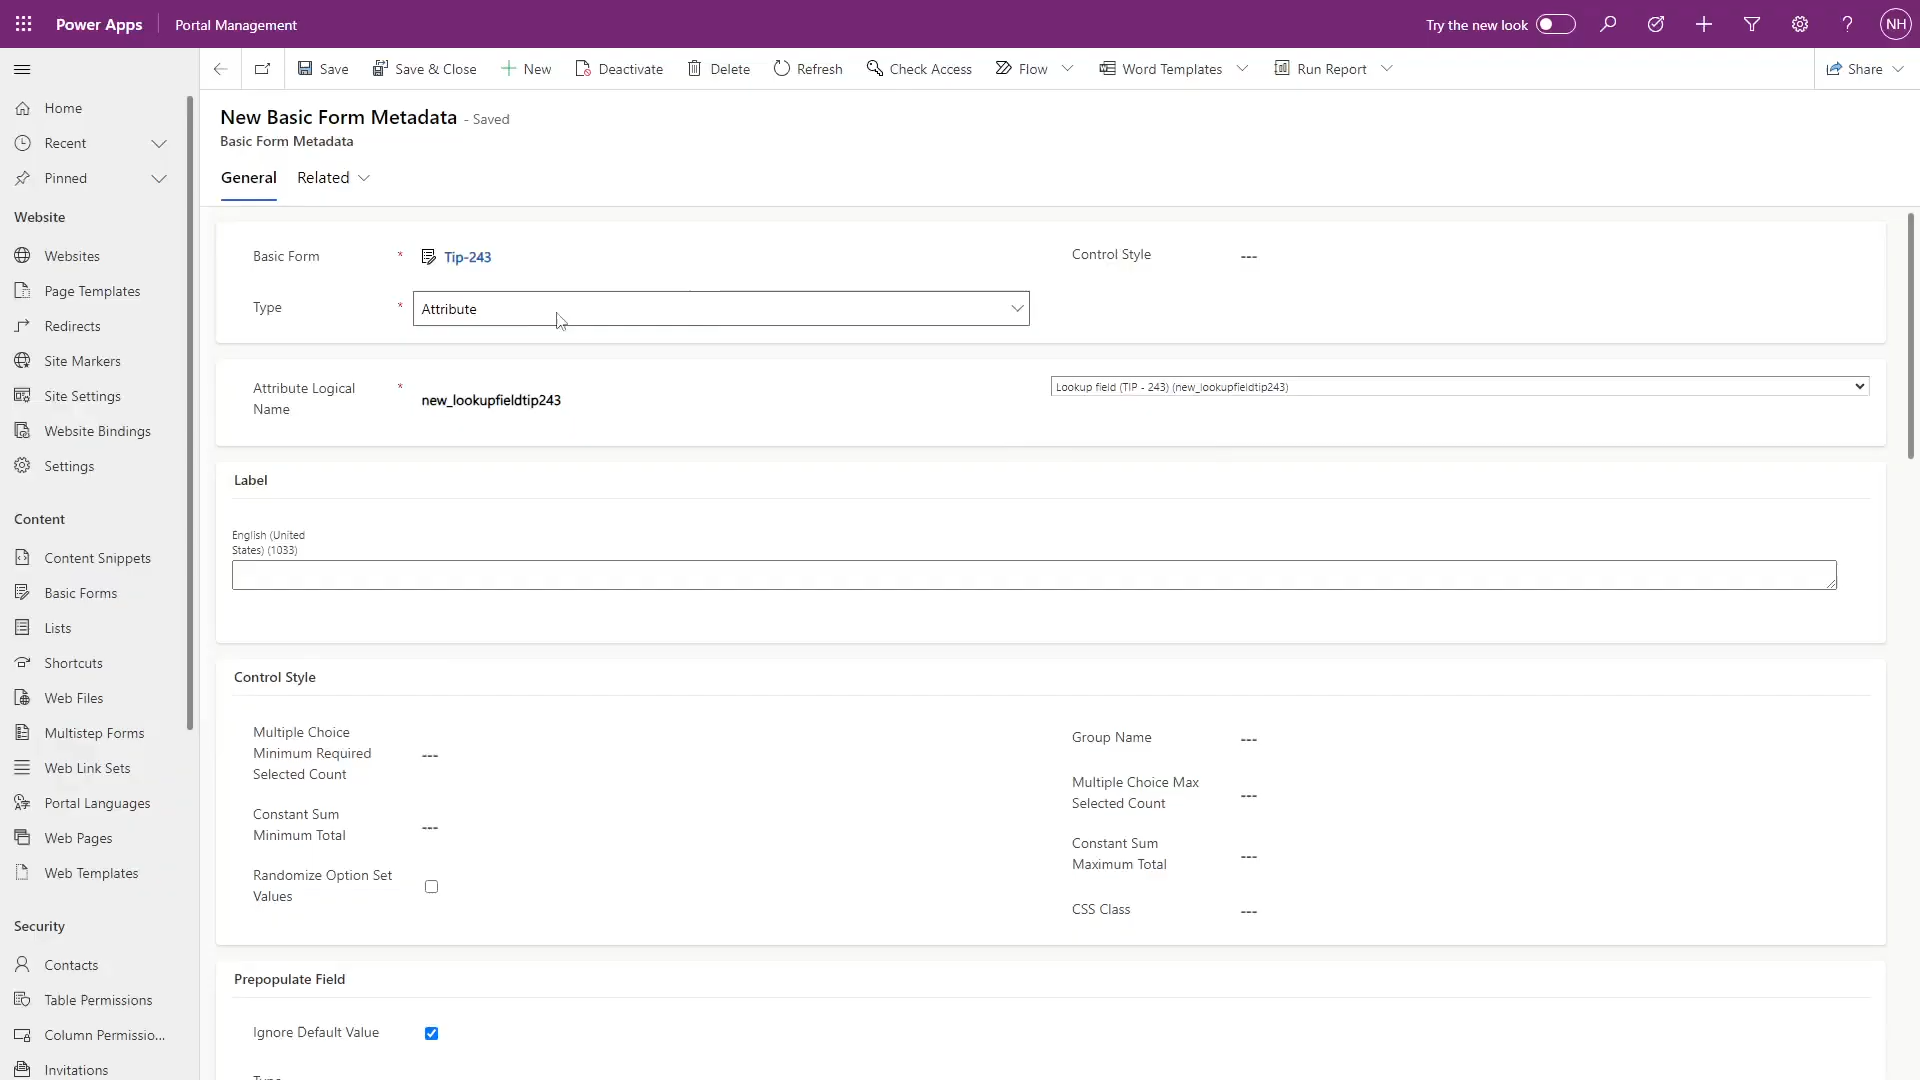 Power Apps
Portal Management
Try the new look
NH
Save
Save & Close
New
Deactivate
Delete
Refresh
Check Access
Flow
Word Templates
Run Report
Share
Home
Recent
Pinned
Website
Websites
Page Templates
Redirects
Site Markers
Site Settings
Website Bindings
Settings
Content
Content Snippets
Basic Forms
Lists
Shortcuts
Web Files
Multistep Forms
Web Link Sets
Portal Languages
Web Pages
Web Templates
Security
Contacts
Table Permissions
Column Permissio...
Invitations
New Basic Form Metadata - Saved
Basic Form Metadata
General
Related
Basic Form *
Tip-243
Control Style
---
Type *
Attribute
Attribute Logical
Name
*
new_lookupfieldtip243
Lookup field (TIP - 243) (new_lookupfieldtip243)
Label
English (United
States) (1033)
Control Style
Multiple Choice
Minimum Required
Selected Count
---
Constant Sum
Minimum Total
---
Randomize Option Set
Values
Group Name
---
Multiple Choice Max
Selected Count
---
Constant Sum
Maximum Total
---
CSS Class
---
Prepopulate Field
Ignore Default Value